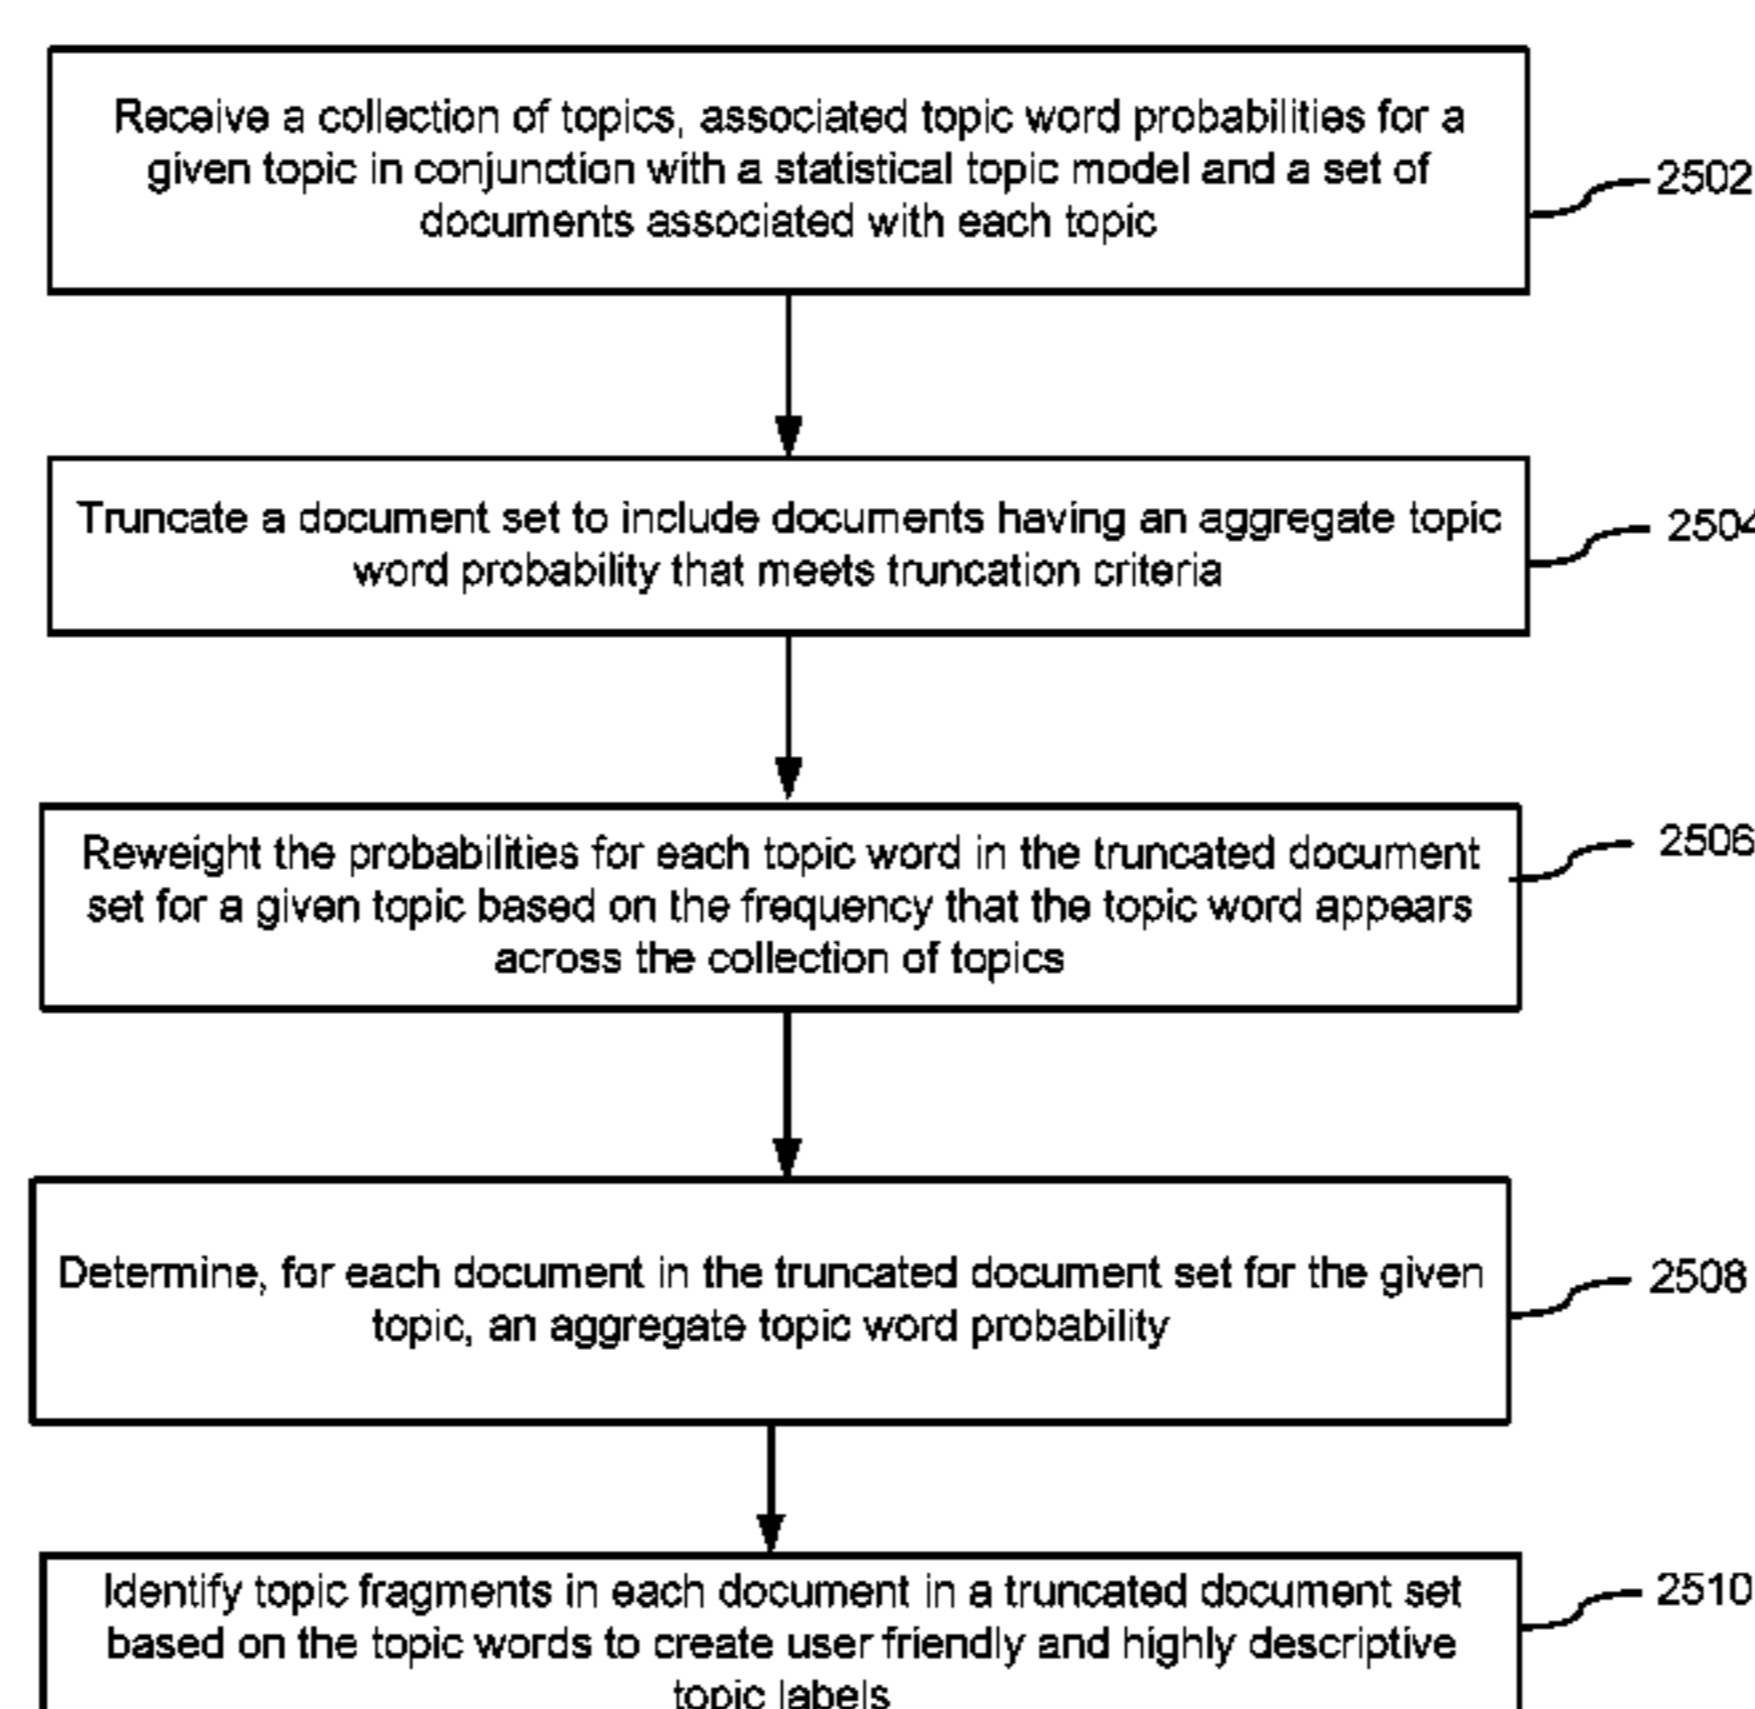 Receive a collection of topics, associated topic word probabilities for a
given topic in conjunction with a statistical topic model and a set of
documents associated with each topic
2502
Truncate a document set to include documents having an aggregate topic
word probability that meets truncation criteria
2504
Reweight the probabilities for each topic word in the truncated document
set for a given topic based on the frequency that the topic word appears
across the collection of topics
2506
Determine, for each document in the truncated document set for the given
topic, an aggregate topic word probability
2508
Identify topic fragments in each document in a truncated document set
based on the topic words to create user friendly and highly descriptive
topic labels
2510